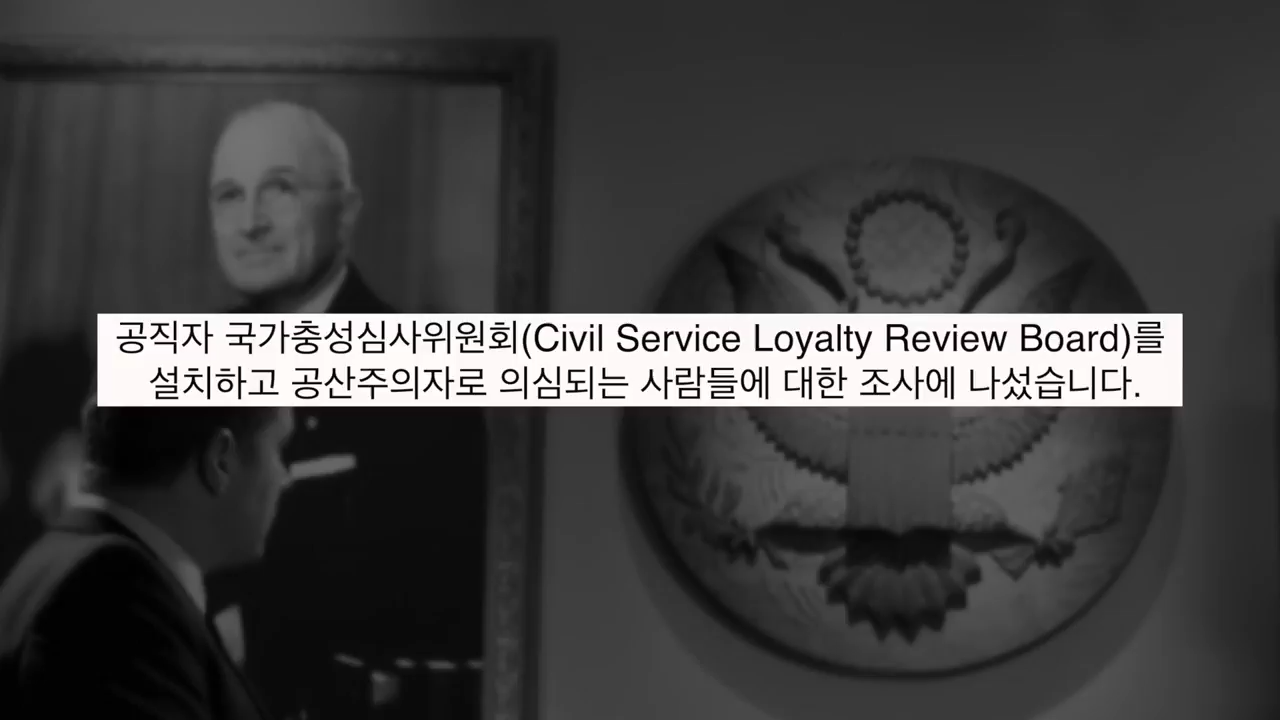 공직자 국가충성심사위원회(Civil Service Loyalty Review Board)를
설치하고 공산주의자로 의심되는 사람들에 대한 조사에 나섰습니다.